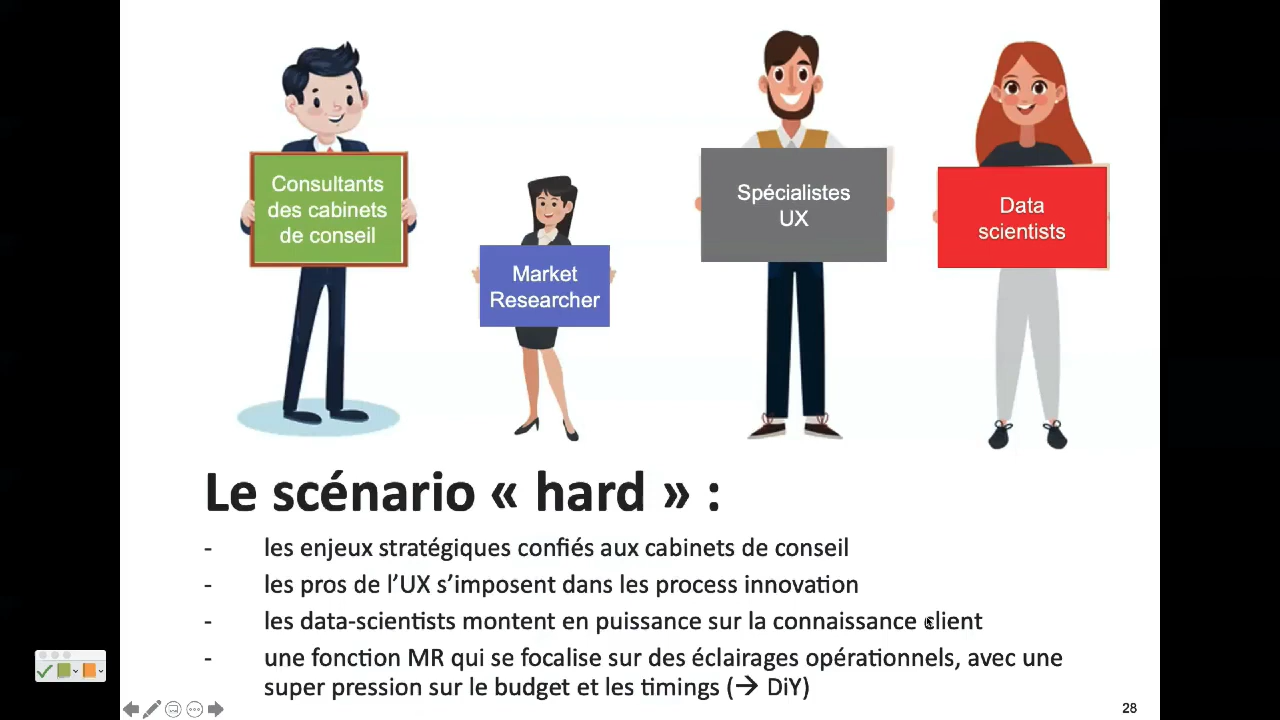 Consultants
des cabinets
de conseil
Market
Researcher
Spécialistes
UX
Data
scientists
Le scénario « hard » :
- les enjeux stratégiques confiés aux cabinets de conseil
- les pros de l’UX s’imposent dans les process innovation
- les data-scientists montent en puissance sur la connaissance client
- une fonction MR qui se focalise sur des éclairages opérationnels, avec une
super pression sur le budget et les timings (→ DiY)
28